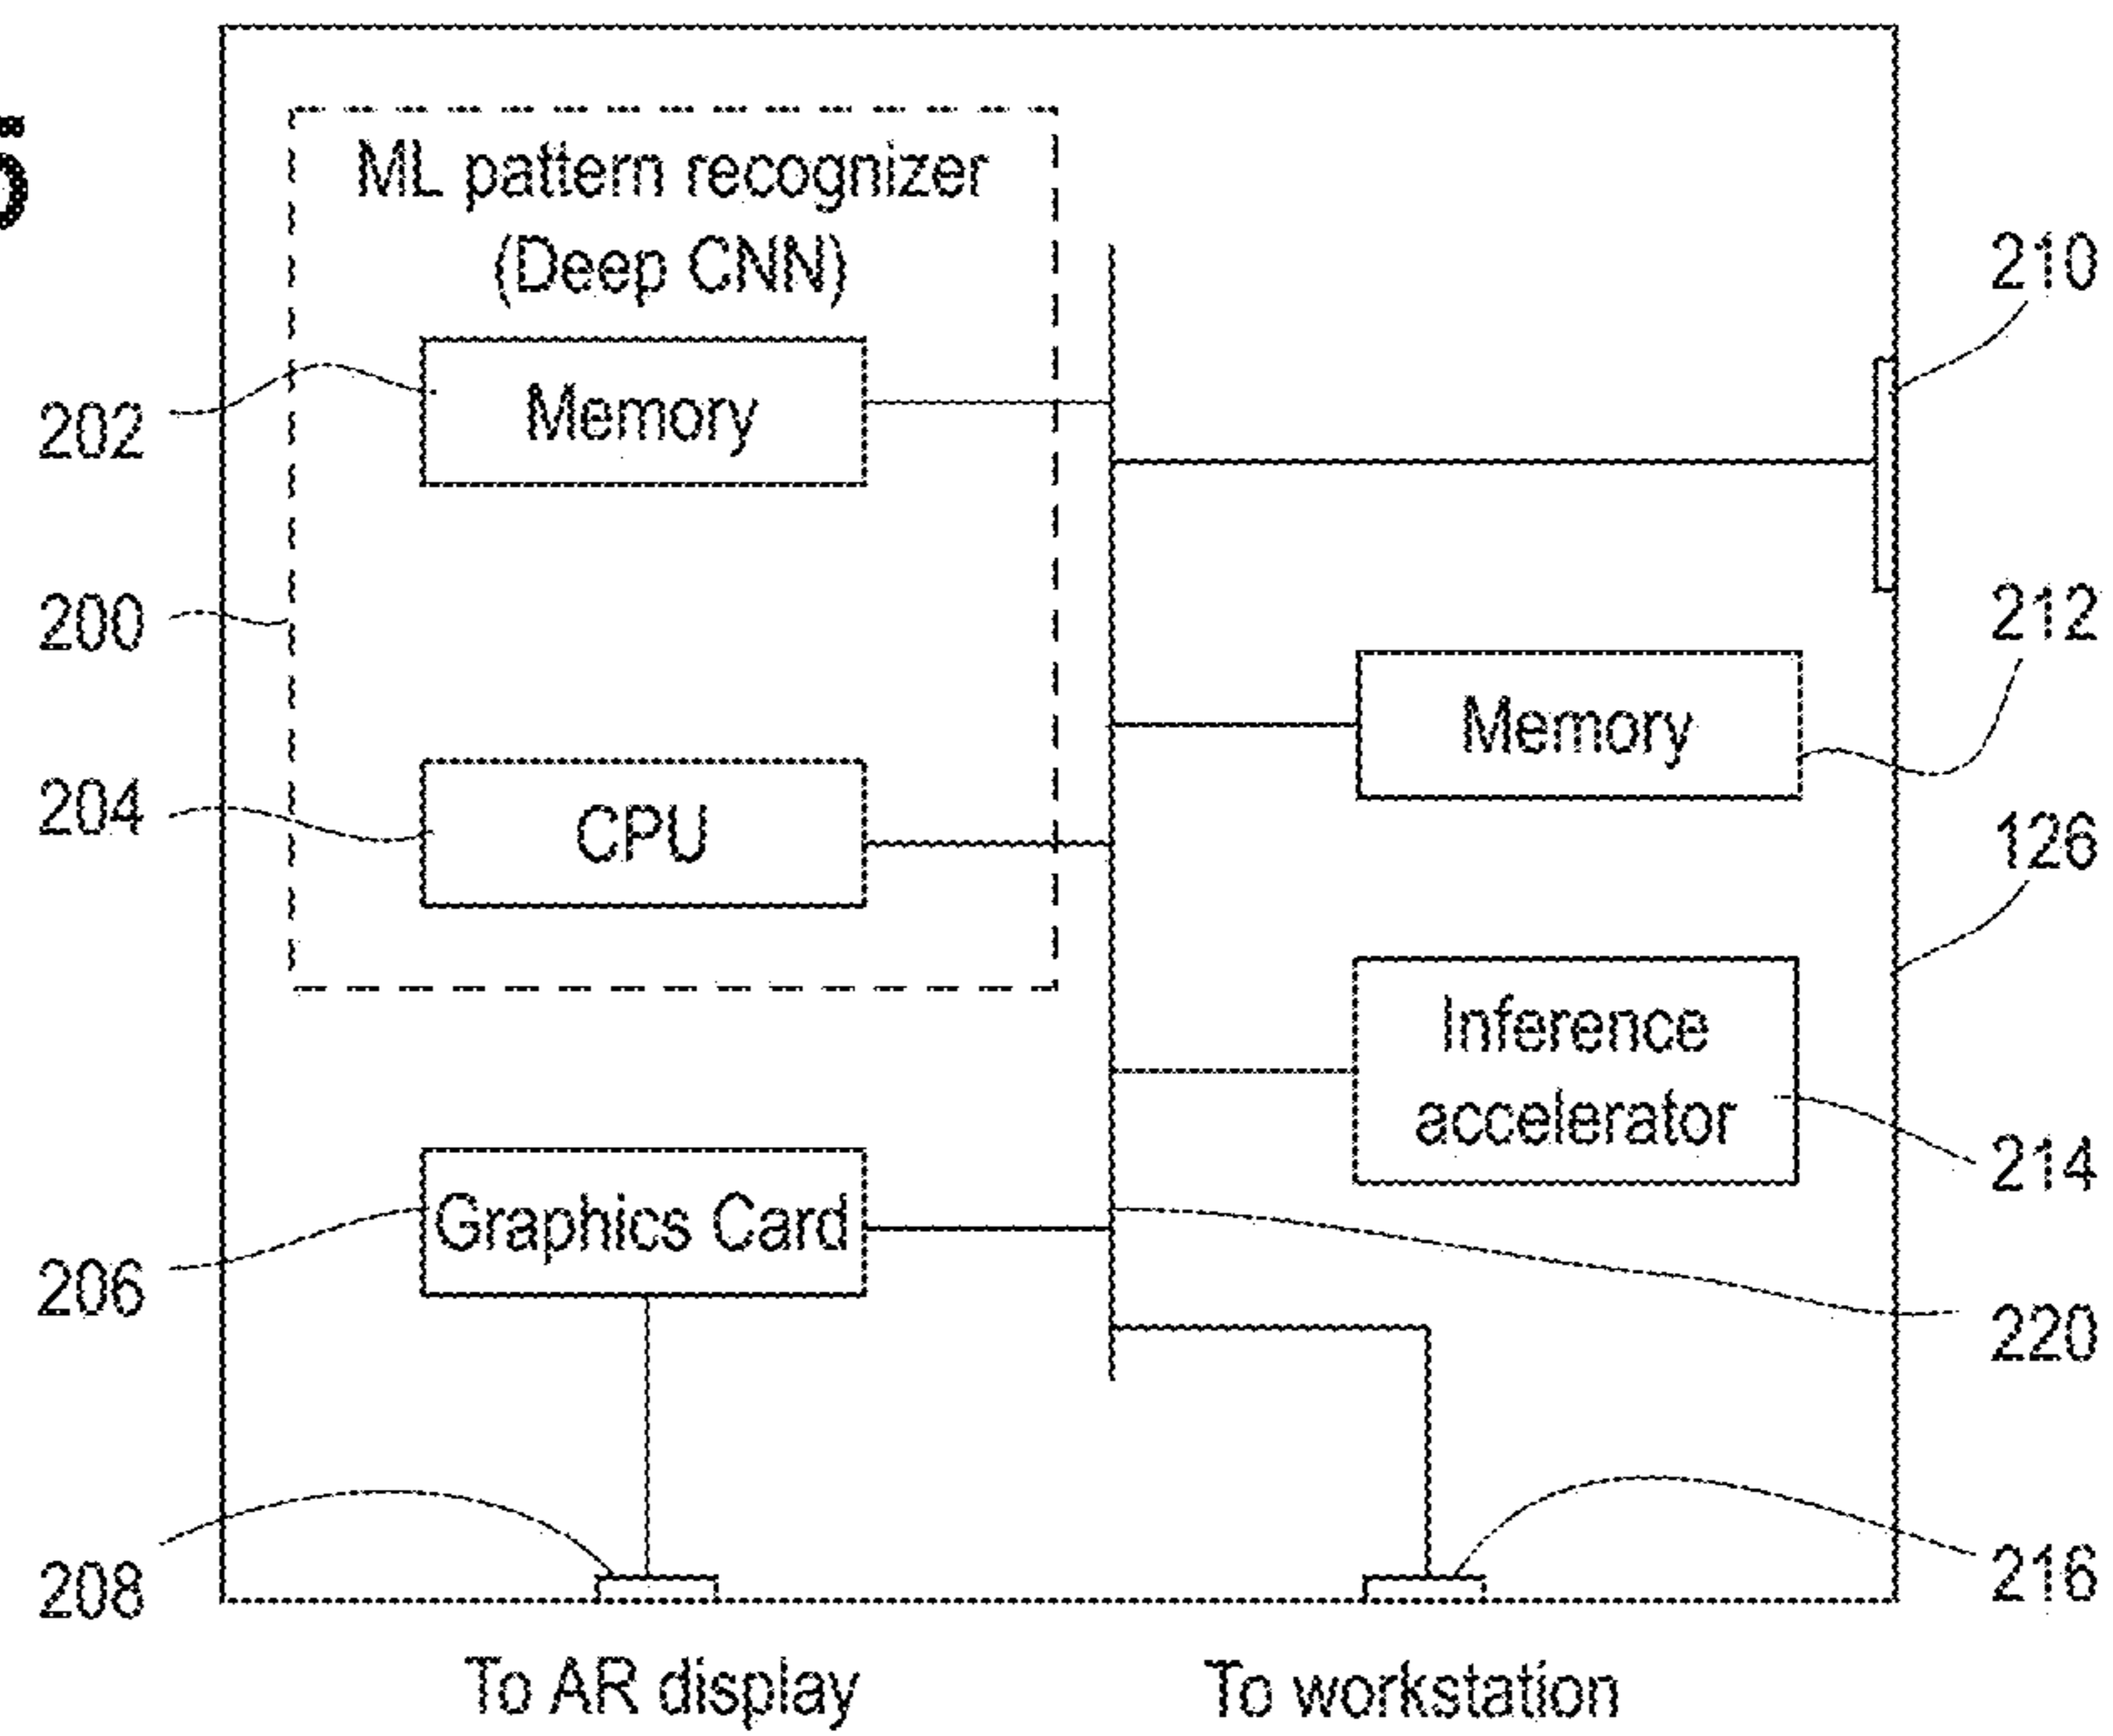 5
ML pattern recognizer
(Deep CNN)
210
202
Memory
200
212
Memory
204
CPU
126
Inference
accelerator
214
206
Graphics Card
220
208
216
To AR display
To workstation